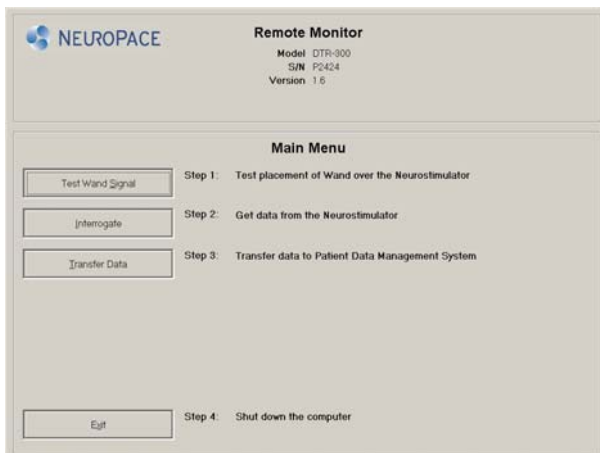 NEUROPACE
Remote Monitor
Model DTR-300
S/N P2424
Version 1.6
Main Menu
Test Wand Signal Step 1: Test placement of Wand over the Neurostimulator
Interrogate Step 2: Get data from the Neurostimulator
Transfer Data Step 3: Transfer data to Patient Data Management System
Exit Step 4: Shut down the computer